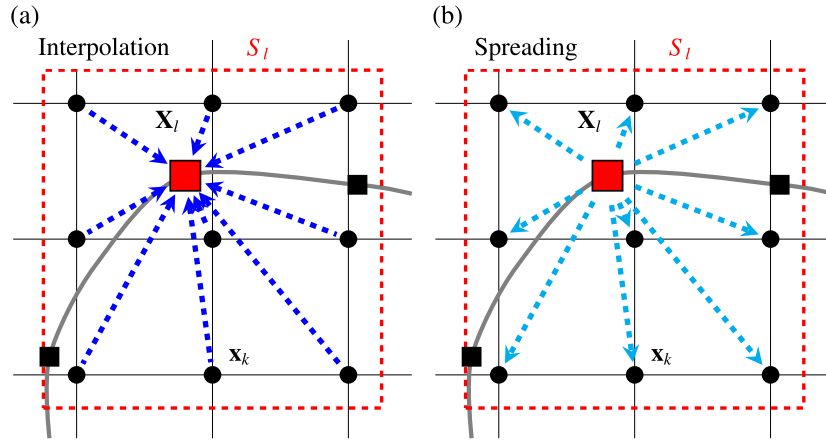 (a)
Interpolation
S_l
X_l
x_k
(b)
Spreading
S_l
X_l
x_k